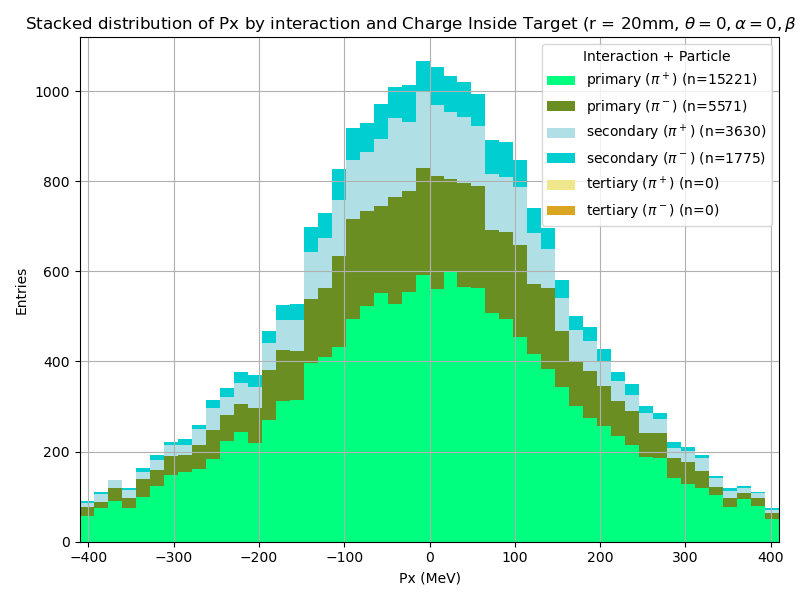 Stacked distribution of Px by interaction and Charge Inside Target (r = 20mm, θ = 0, α = 0, β
Interaction + Particle
primary (π⁺) (n=15221)
primary (π⁻) (n=5571)
secondary (π⁺) (n=3630)
secondary (π⁻) (n=1775)
tertiary (π⁺) (n=0)
tertiary (π⁻) (n=0)
Entries
1000
800
600
400
200
0
−400 −300 −200 −100 0 100 200 300 400
Px (MeV)